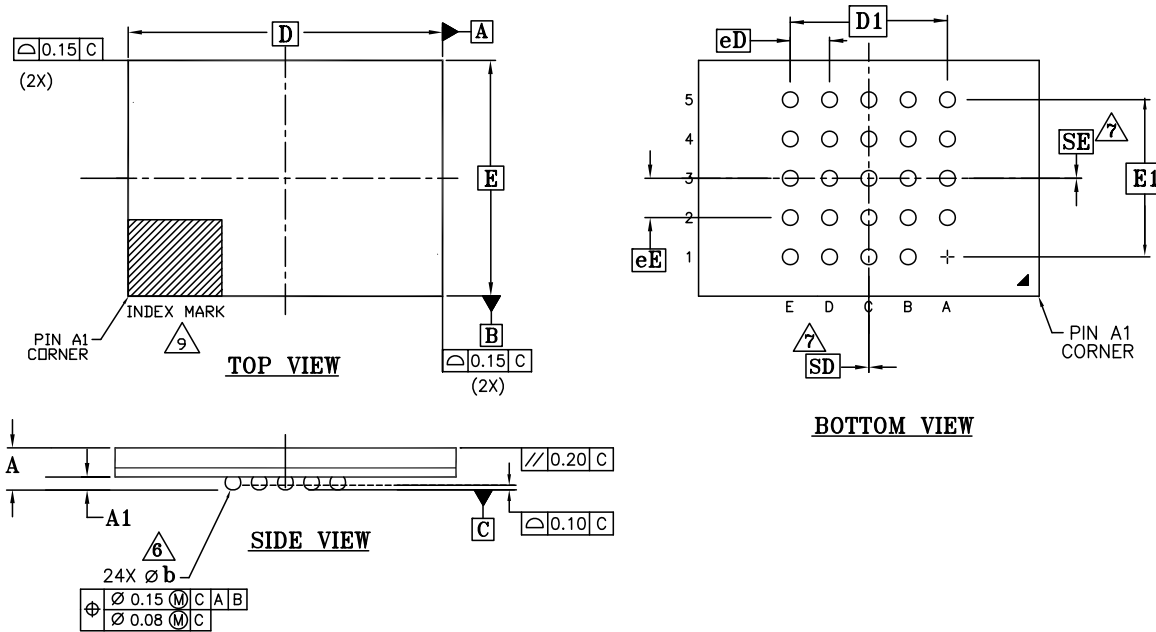 D
A
⌓ 0.15 C
(2X)
E
INDEX MARK
9
PIN A1
CORNER
B
⌓ 0.15 C
(2X)
TOP VIEW
D1
eD
5
4
3
2
1
SE
7
E1
eE
E D C B A
7
SD
PIN A1
CORNER
BOTTOM VIEW
A
A1
// 0.20 C
C
⌓ 0.10 C
SIDE VIEW
6
24X ⌀ b
⌖ ⌀ 0.15 Ⓜ C A B
⌀ 0.08 Ⓜ C